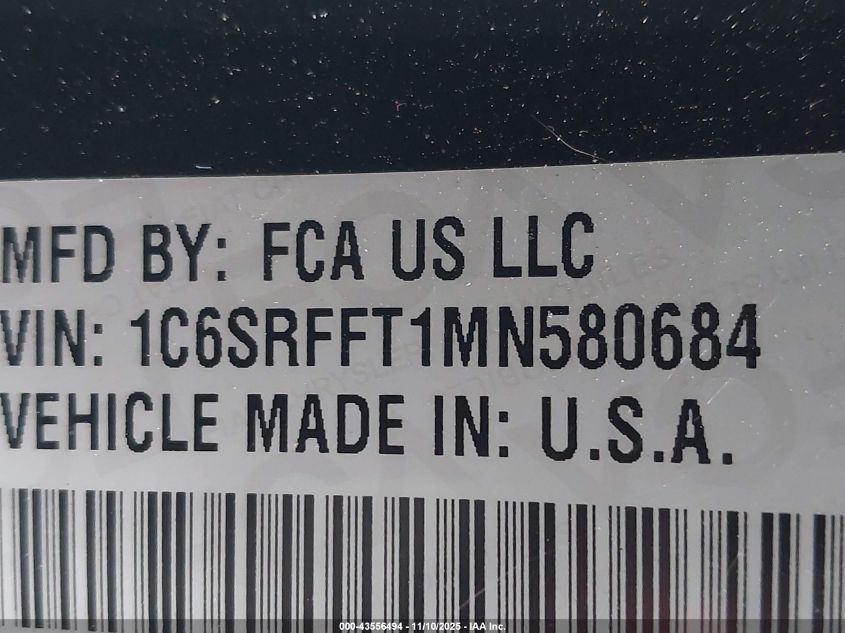 MFD BY: FCA US LLC
VIN: 1C6SRFFT1MN580684
VEHICLE MADE IN: U.S.A.
000-43556494 - 11/10/2025 - IAA Inc.